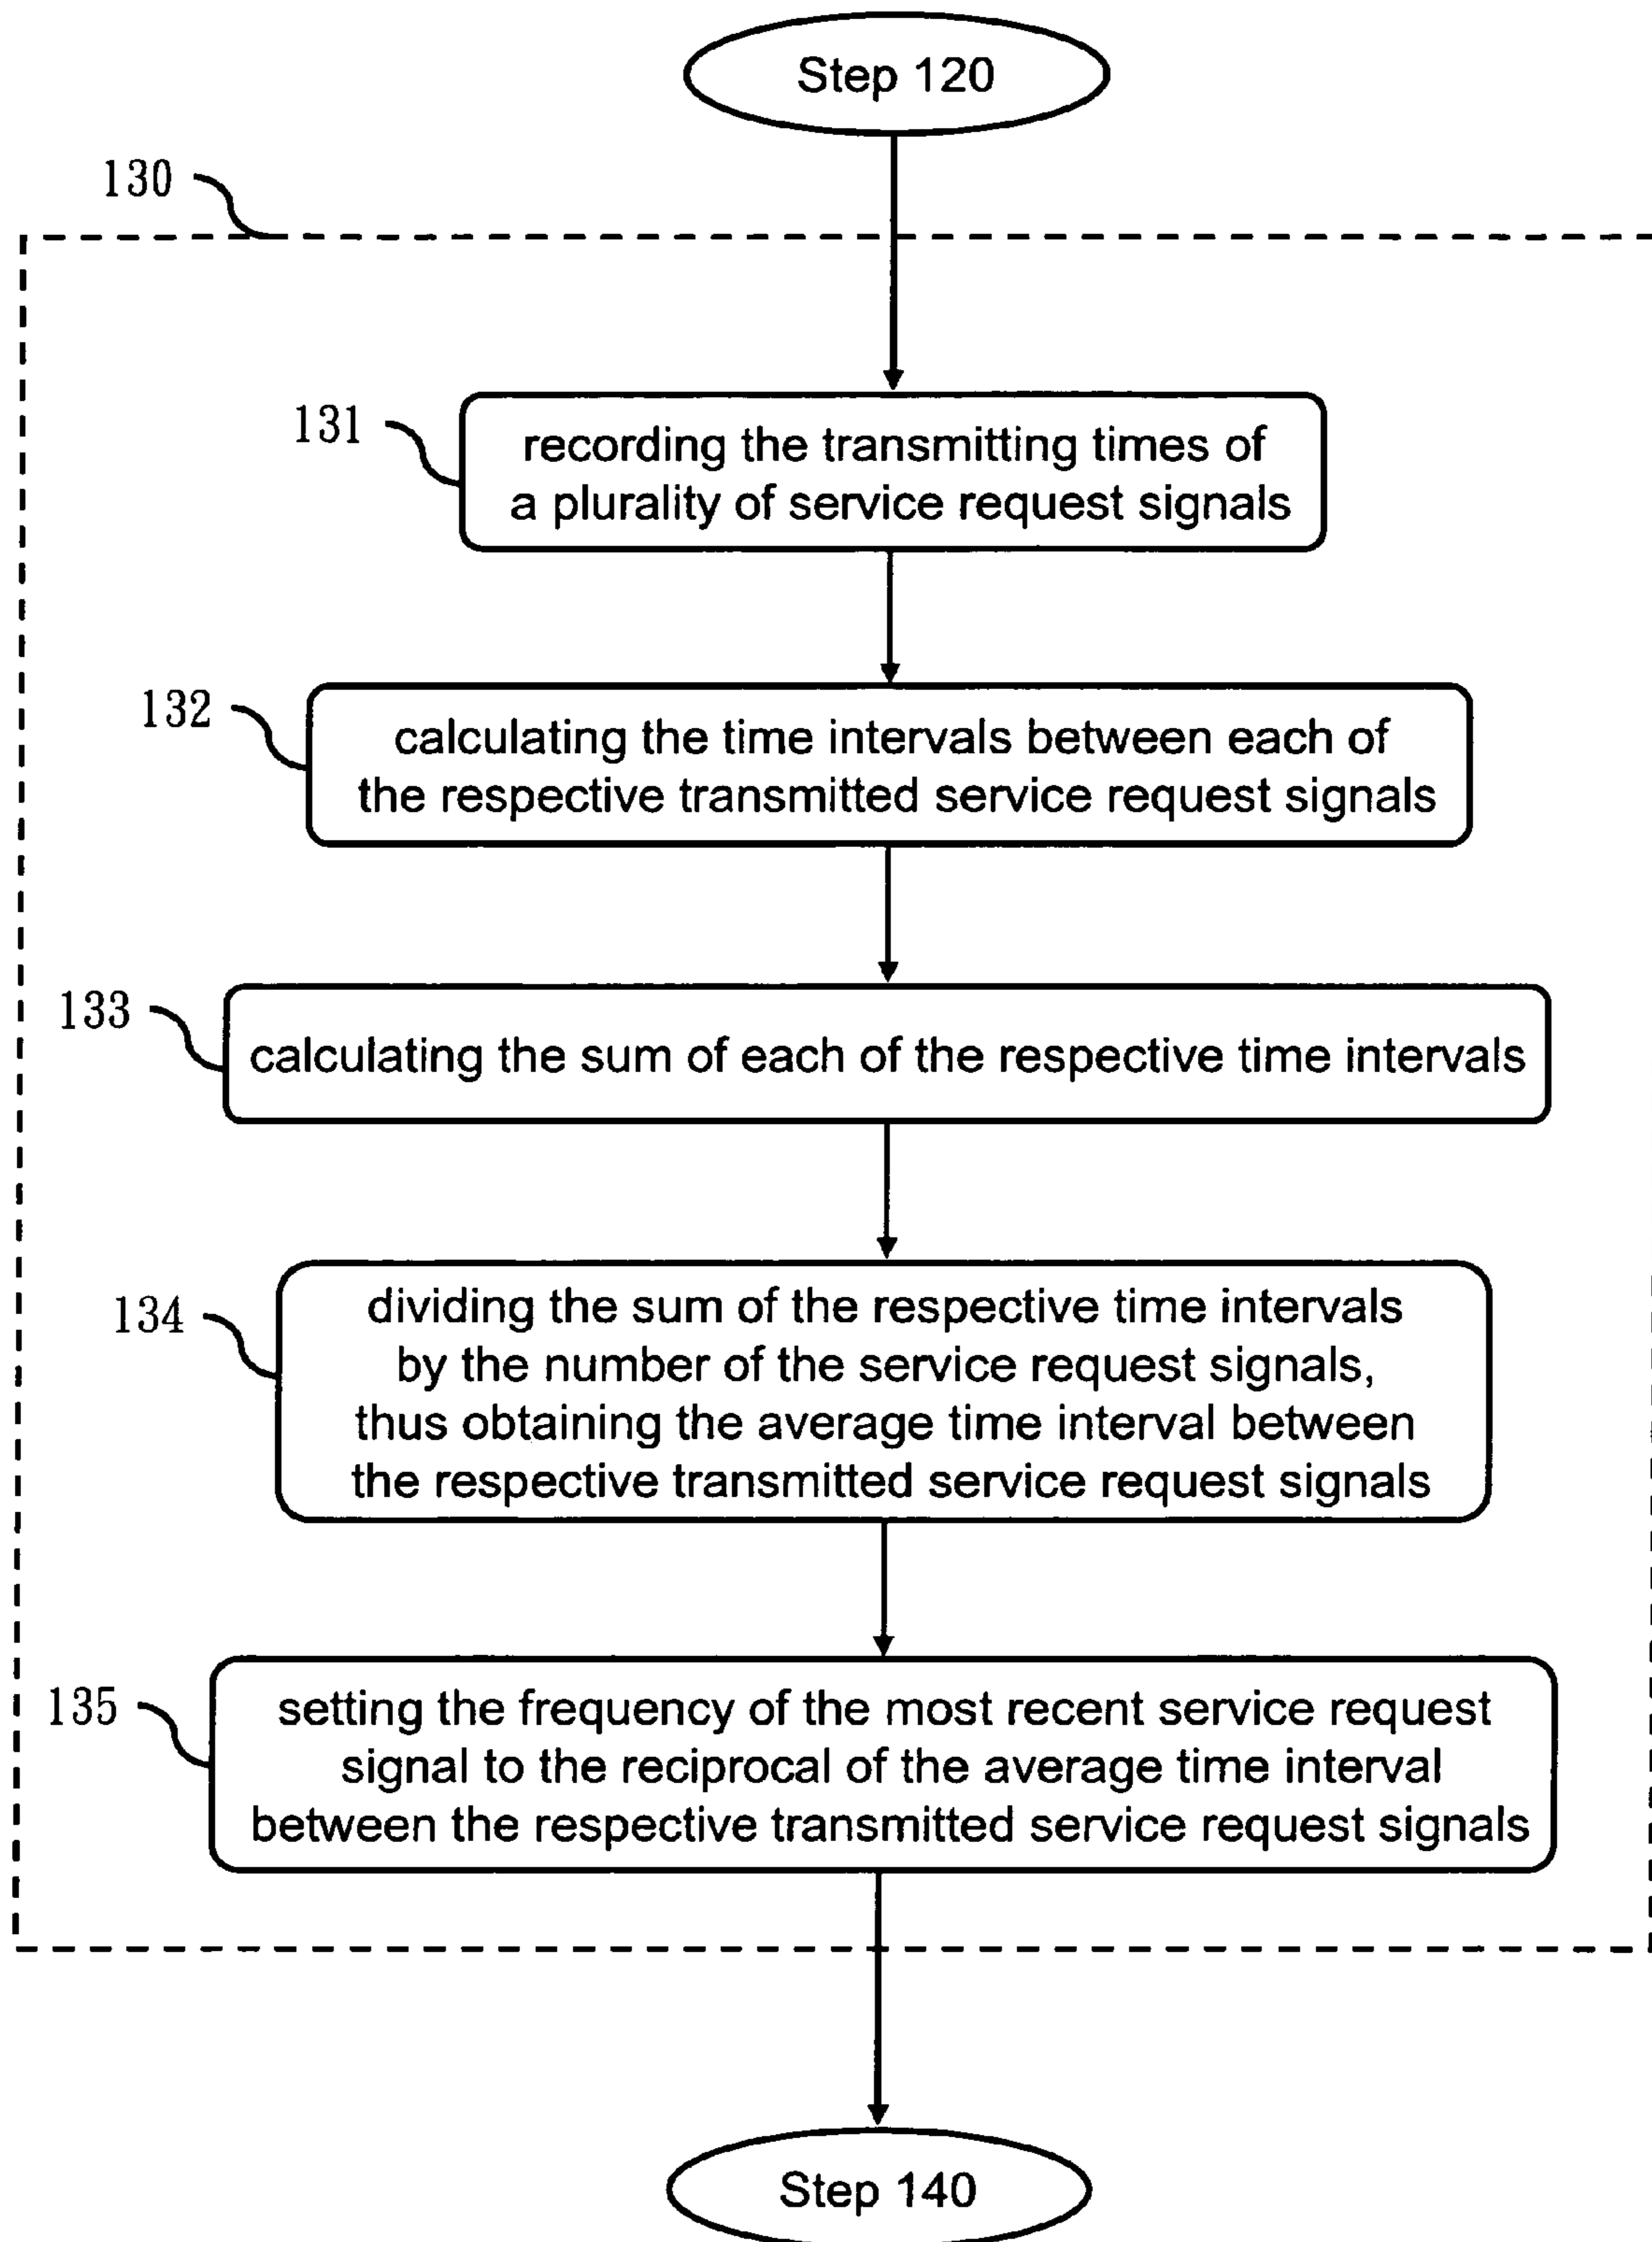 Step 120
130
131
recording the transmitting times of
a plurality of service request signals
132
calculating the time intervals between each of
the respective transmitted service request signals
133
calculating the sum of each of the respective time intervals
134
dividing the sum of the respective time intervals
by the number of the service request signals,
thus obtaining the average time interval between
the respective transmitted service request signals
135
setting the frequency of the most recent service request
signal to the reciprocal of the average time interval
between the respective transmitted service request signals
Step 140